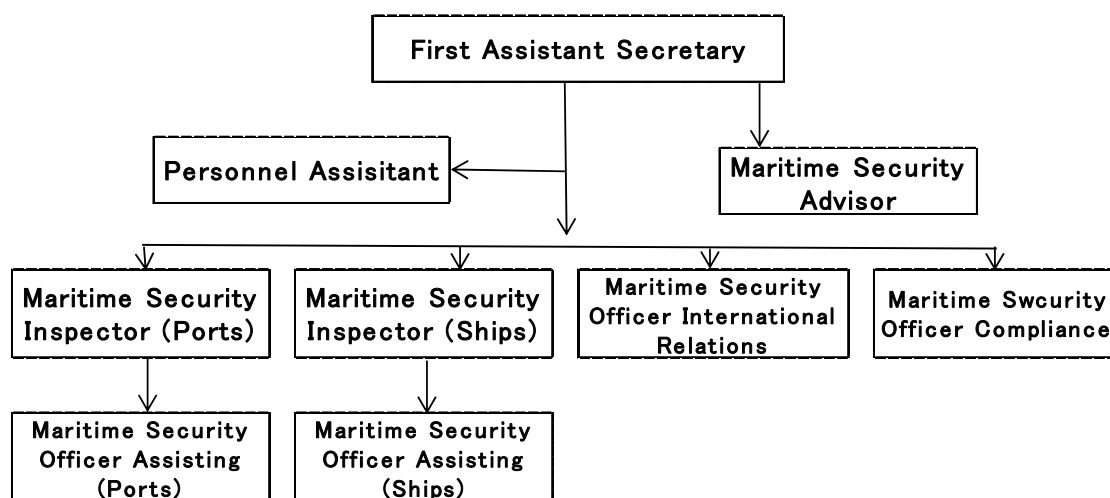 First Assistant Secretary
Personnel Assisitant
Maritime Security
Advisor
Maritime Security
Inspector (Ports)
Maritime Security
Inspector (Ships)
Maritime Security
Officer International
Relations
Maritime Swcurity
Officer Compliance
Maritime Security
Officer Assisting
(Ports)
Maritime Security
Officer Assisting
(Ships)